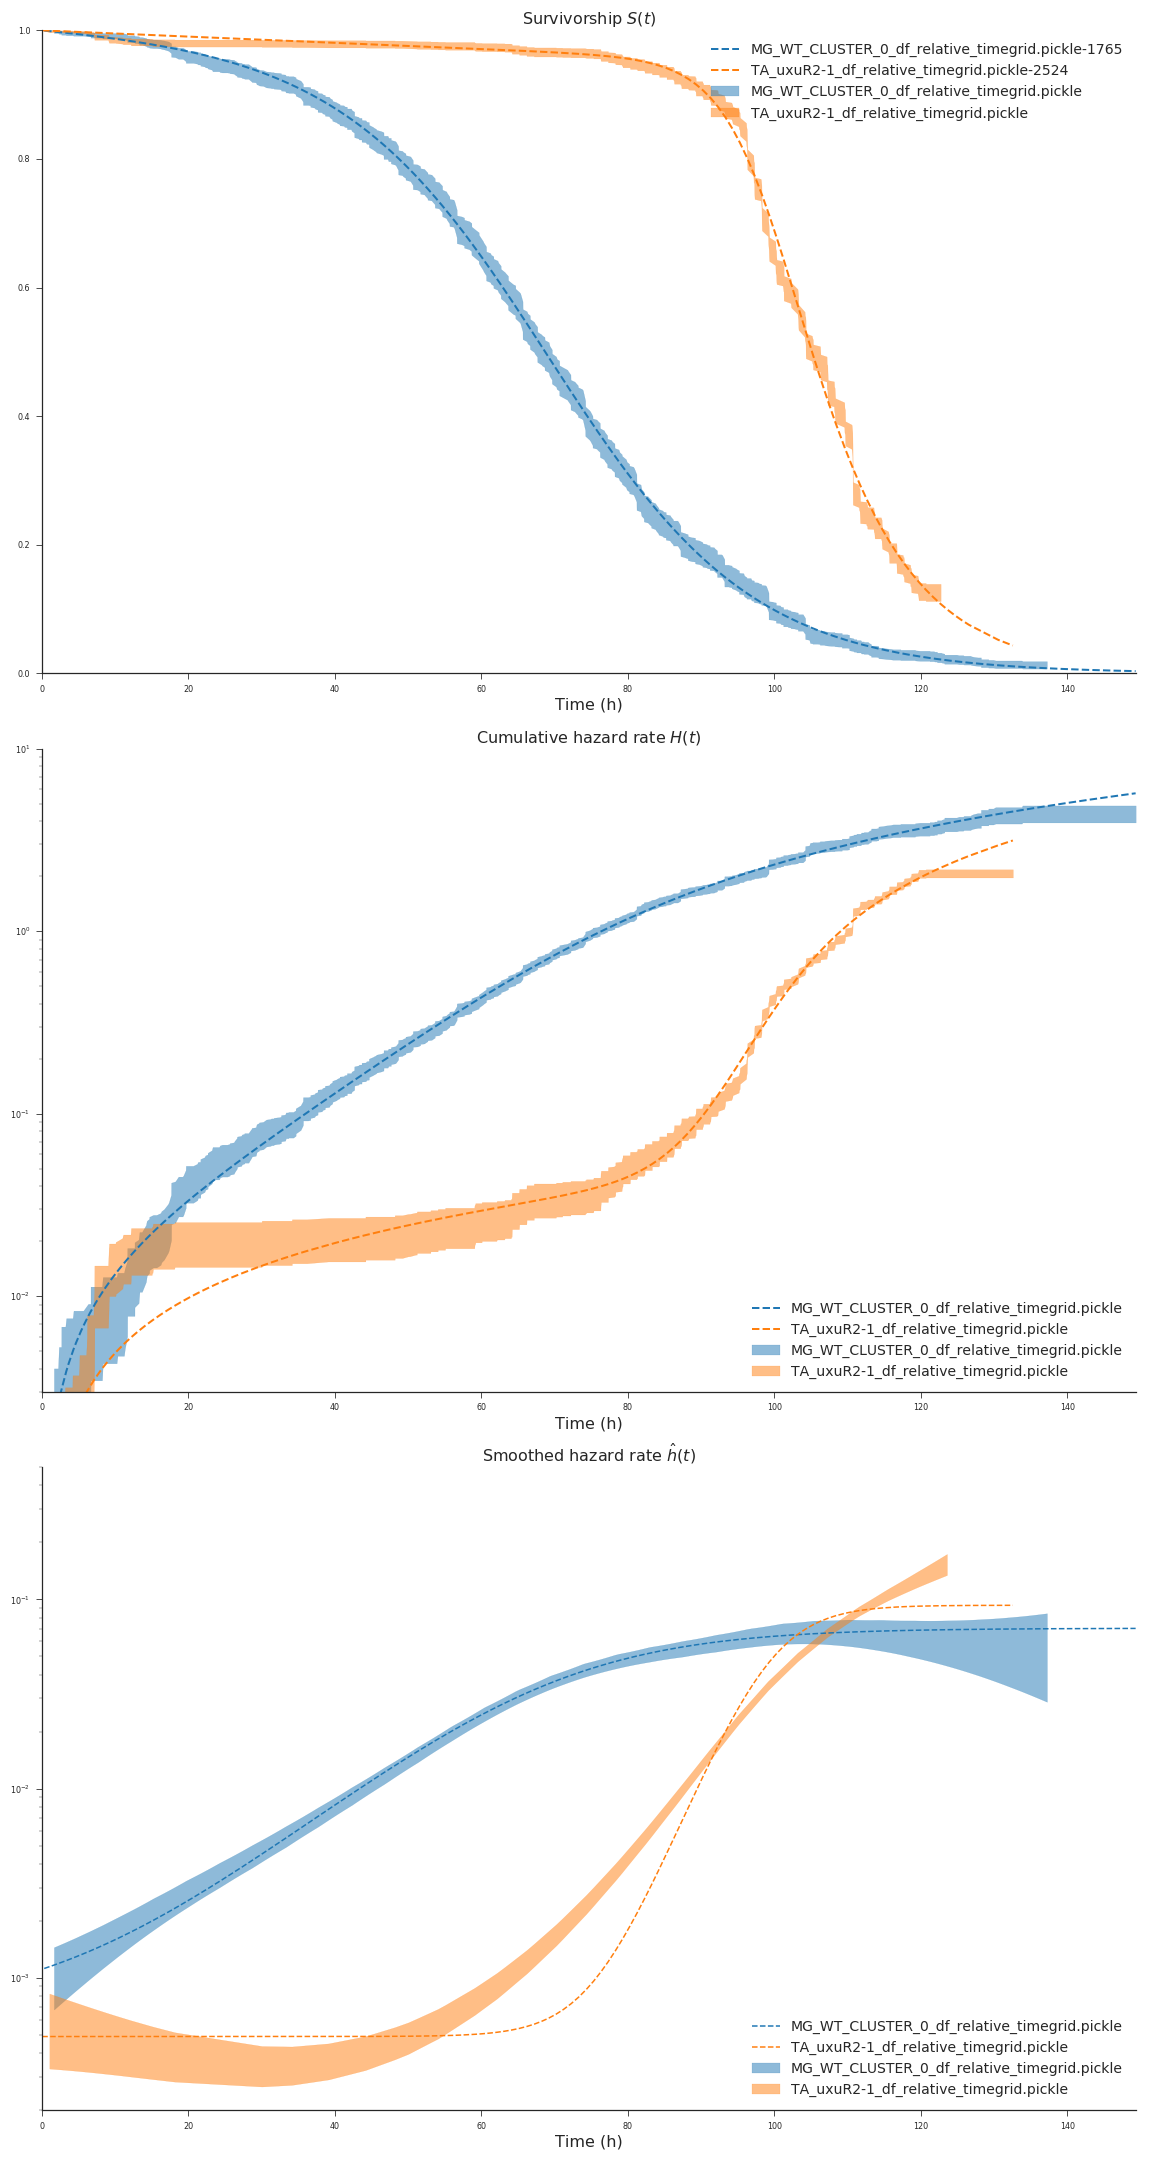 Survivorship S(t)
1.0
0.8
0.6
0.4
0.2
0.0
MG_WT_CLUSTER_0_df_relative_timegrid.pickle-1765
TA_uxuR2-1_df_relative_timegrid.pickle-2524
MG_WT_CLUSTER_0_df_relative_timegrid.pickle
TA_uxuR2-1_df_relative_timegrid.pickle
0 20 40 60 80 100 120 140
Time (h)
Cumulative hazard rate H(t)
10¹
10⁰
10⁻¹
10⁻²
MG_WT_CLUSTER_0_df_relative_timegrid.pickle
TA_uxuR2-1_df_relative_timegrid.pickle
MG_WT_CLUSTER_0_df_relative_timegrid.pickle
TA_uxuR2-1_df_relative_timegrid.pickle
0 20 40 60 80 100 120 140
Time (h)
Smoothed hazard rate ĥ(t)
10⁻¹
10⁻²
10⁻³
MG_WT_CLUSTER_0_df_relative_timegrid.pickle
TA_uxuR2-1_df_relative_timegrid.pickle
MG_WT_CLUSTER_0_df_relative_timegrid.pickle
TA_uxuR2-1_df_relative_timegrid.pickle
0 20 40 60 80 100 120 140
Time (h)